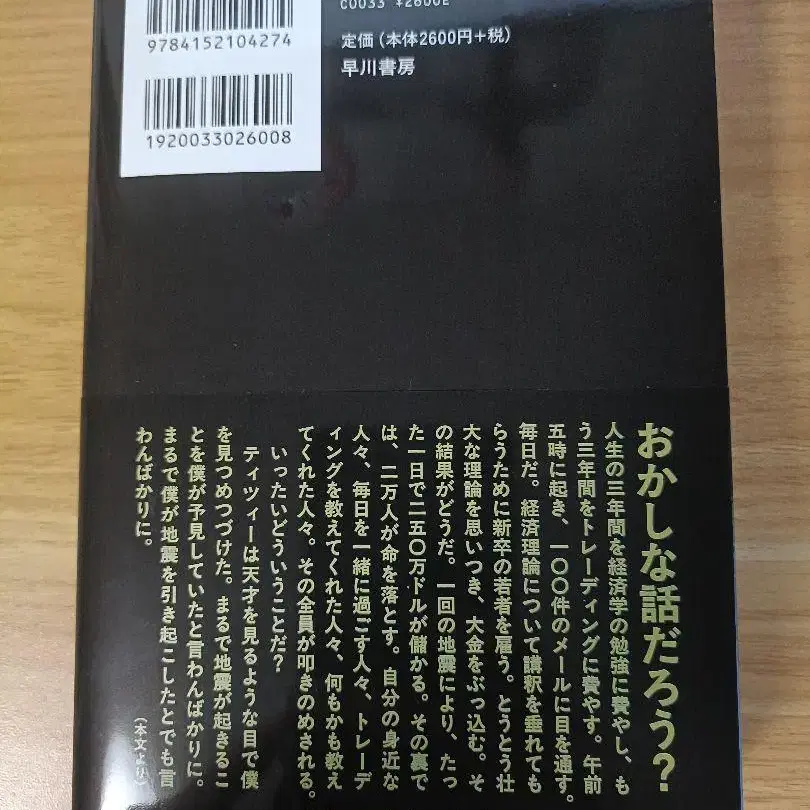 C0033 ¥2600E
9784152104274
定価(本体2600円+税)
早川書房
1920033026008
おかしな話だろう?
人生の三年間を経済学の勉強に費やし、も
う三年間をトレーディングに費やす。午前
五時に起き、一〇〇件のメールに目を通す。
毎日だ。経済理論について講釈を垂れても
らうために新卒の若者を雇う。とうとう壮
大な理論を思いつき、大金をぶっ込む。そ
の結果がどうだ。一回の地震により、たっ
た一日で二五〇万ドルが儲かる。その裏で
は、二万人が命を落とす。自分の身近な
人々、毎日を一緒に過ごす人々、トレーデ
ィングを教えてくれた人々、何もかも教え
てくれた人々。その全員が叩きのめされる。
いったいどういうことだ?
ティツィーは天才を見るような目で僕
を見つめつづけた。まるで地震が起きるこ
とを僕が予見していたと言わんばかりに。
まるで僕が地震を引き起こしたとでも言
わんばかりに。
(本文より)